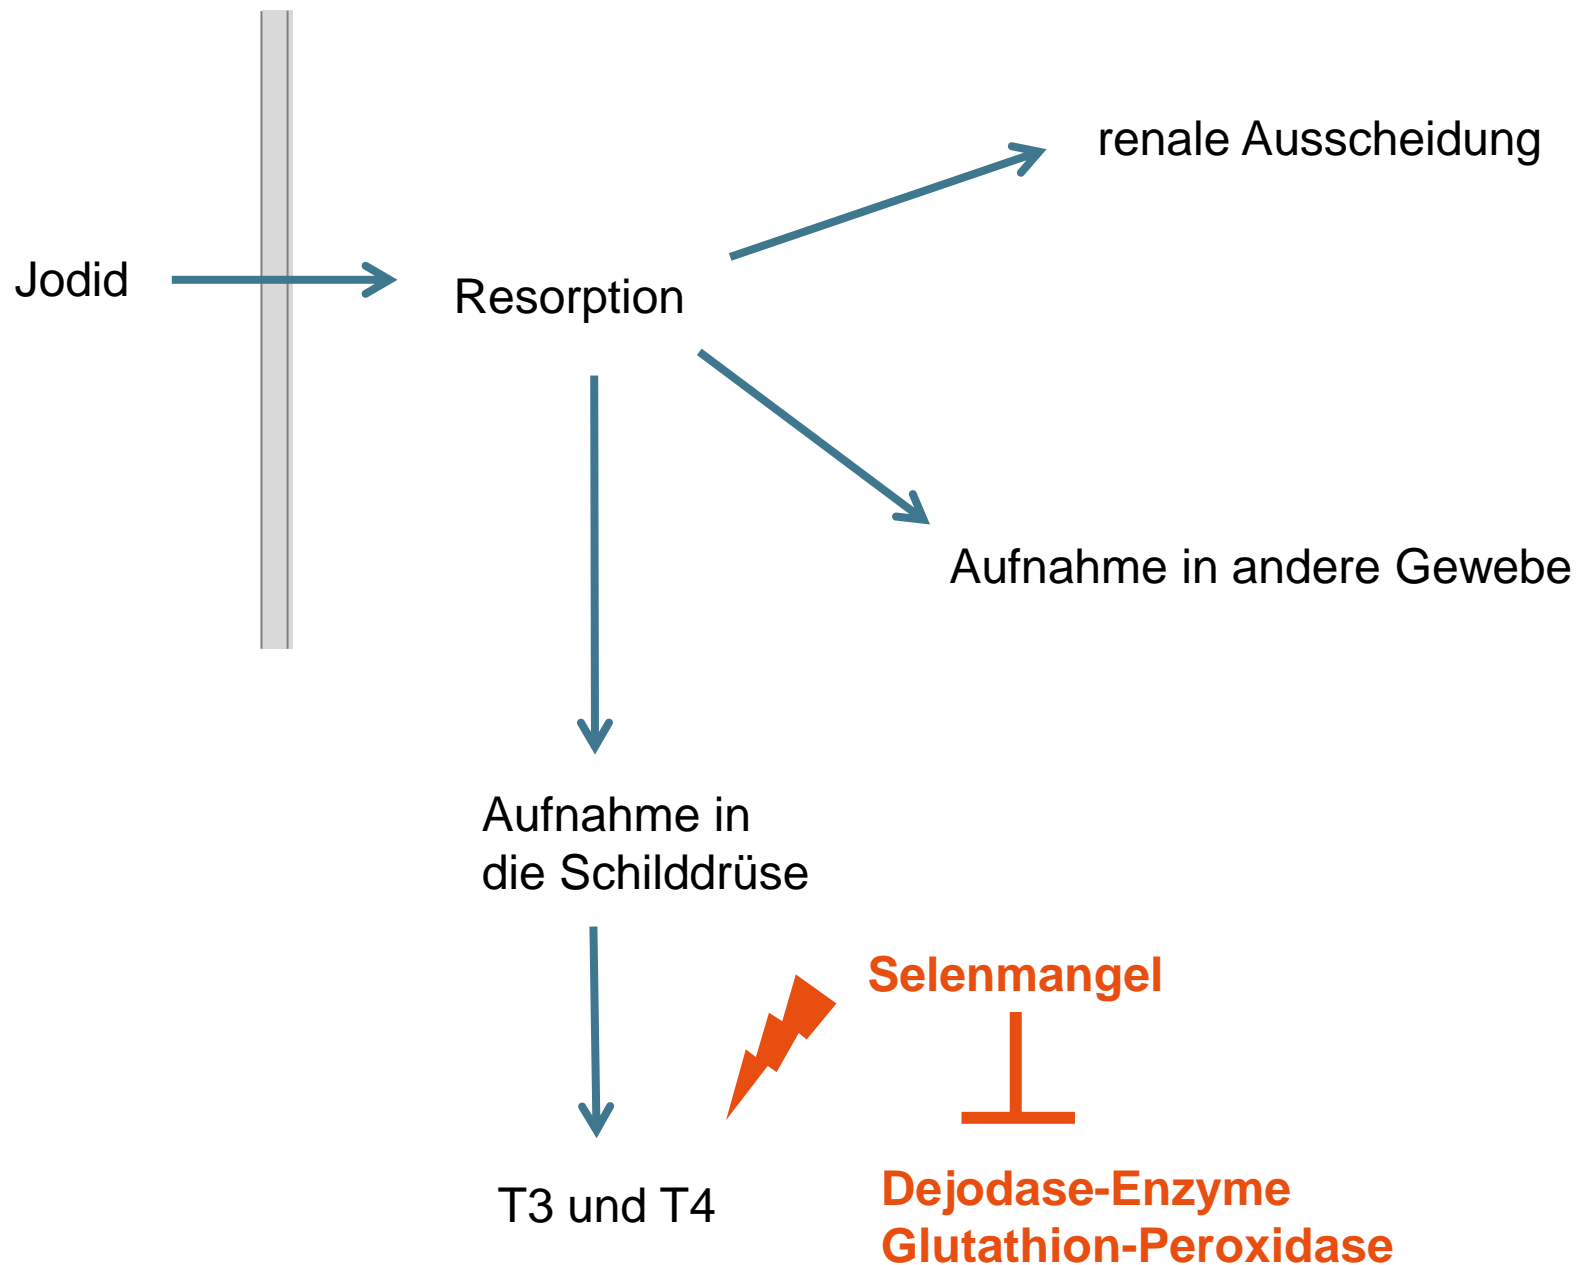 renale Ausscheidung
Jodid
Resorption
Aufnahme in andere Gewebe
Aufnahme in
die Schilddrüse
Selenmangel
T3 und T4
Dejodase-Enzyme
Glutathion-Peroxidase